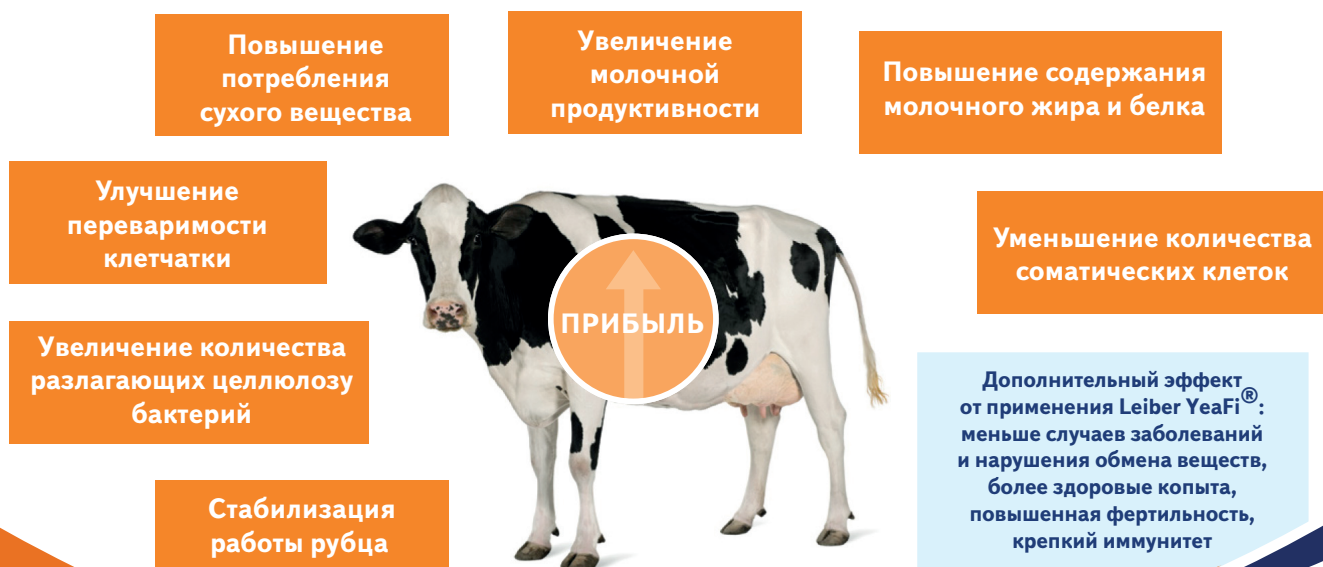 Повышение
потребления
сухого вещества
Увеличение
молочной
продуктивности
Повышение содержания
молочного жира и белка
Улучшение
переваримости
клетчатки
Уменьшение количества
соматических клеток
ПРИБЫЛЬ
Увеличение количества
разлагающих целлюлозу
бактерий
Дополнительный эффект
от применения Leiber YeaFi®:
меньше случаев заболеваний
и нарушения обмена веществ,
более здоровые копыта,
повышенная фертильность,
крепкий иммунитет
Стабилизация
работы рубца